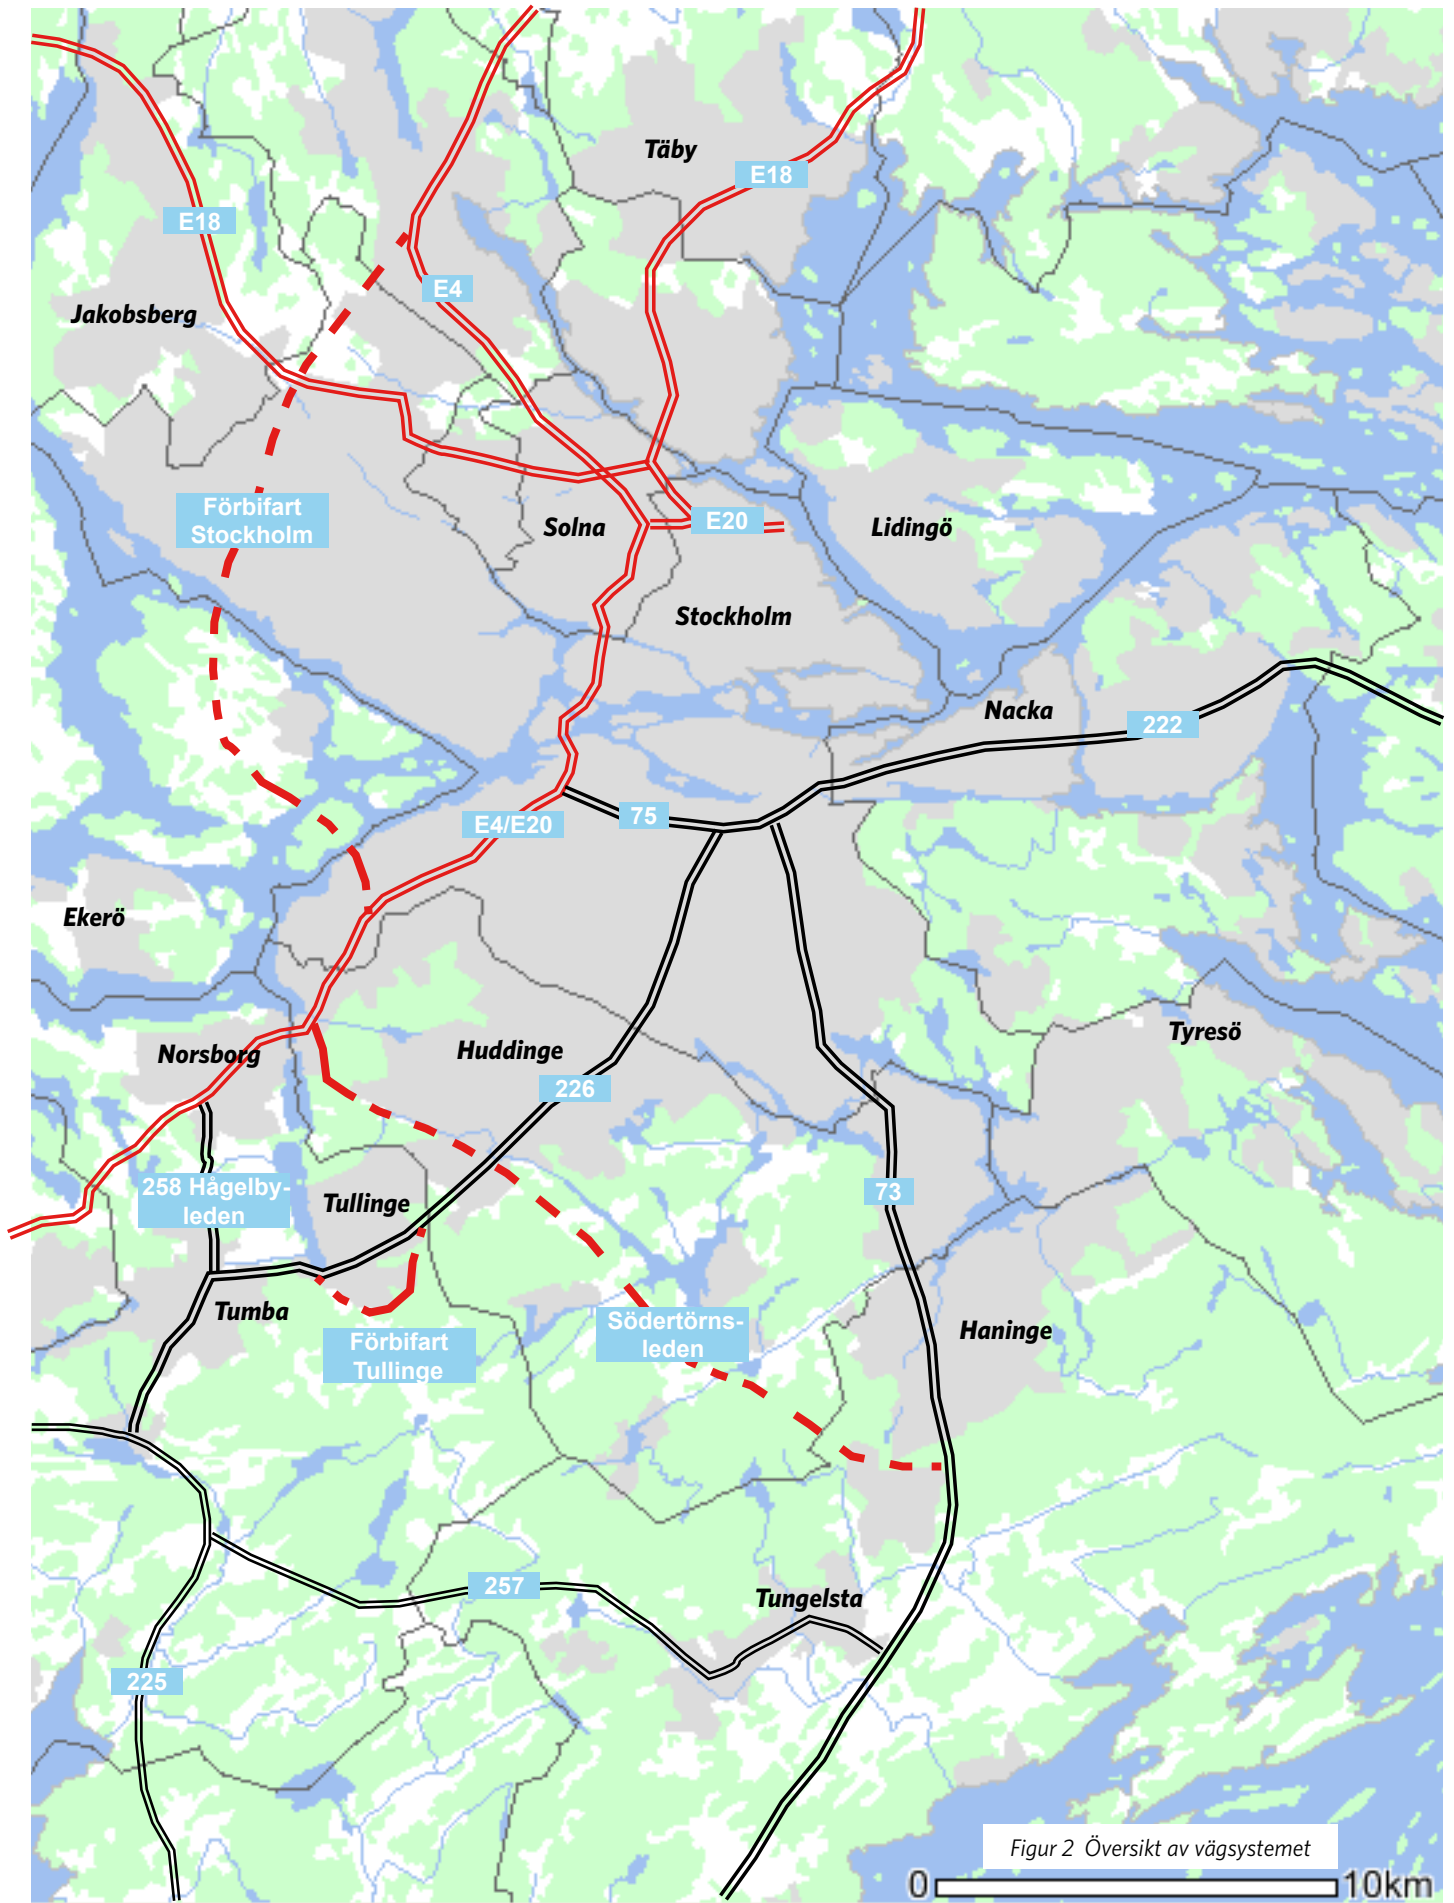 Täby
E18
E18
E4
Jakobsberg
Förbifart
Stockholm
Solna
E20
Lidingö
Stockholm
Nacka
222
75
E4/E20
Ekerö
Norsborg
Huddinge
Tyresö
226
258 Hågelby-
leden
Tullinge
73
Tumba
Södertörns-
leden
Haninge
Förbifart
Tullinge
257
Tungelsta
225
Figur 2 Översikt av vägsystemet
0 10km